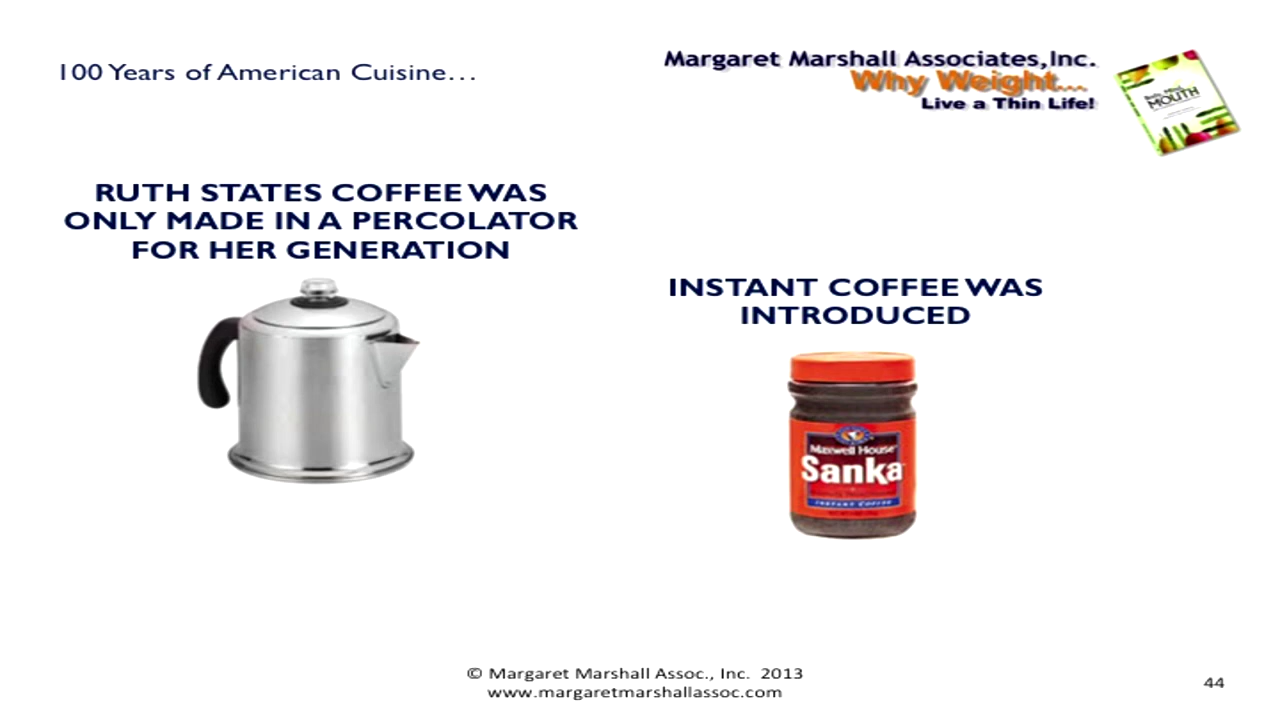 100 Years of American Cuisine…
Margaret Marshall Associates, Inc.
Why Weight....
Live a Thin Life!
MOUTH
RUTH STATES COFFEE WAS
ONLY MADE IN A PERCOLATOR
FOR HER GENERATION
INSTANT COFFEE WAS
INTRODUCED
Maxwell House
Sanka
INSTANT COFFEE
© Margaret Marshall Assoc., Inc. 2013
www.margaretmarshallassoc.com
44